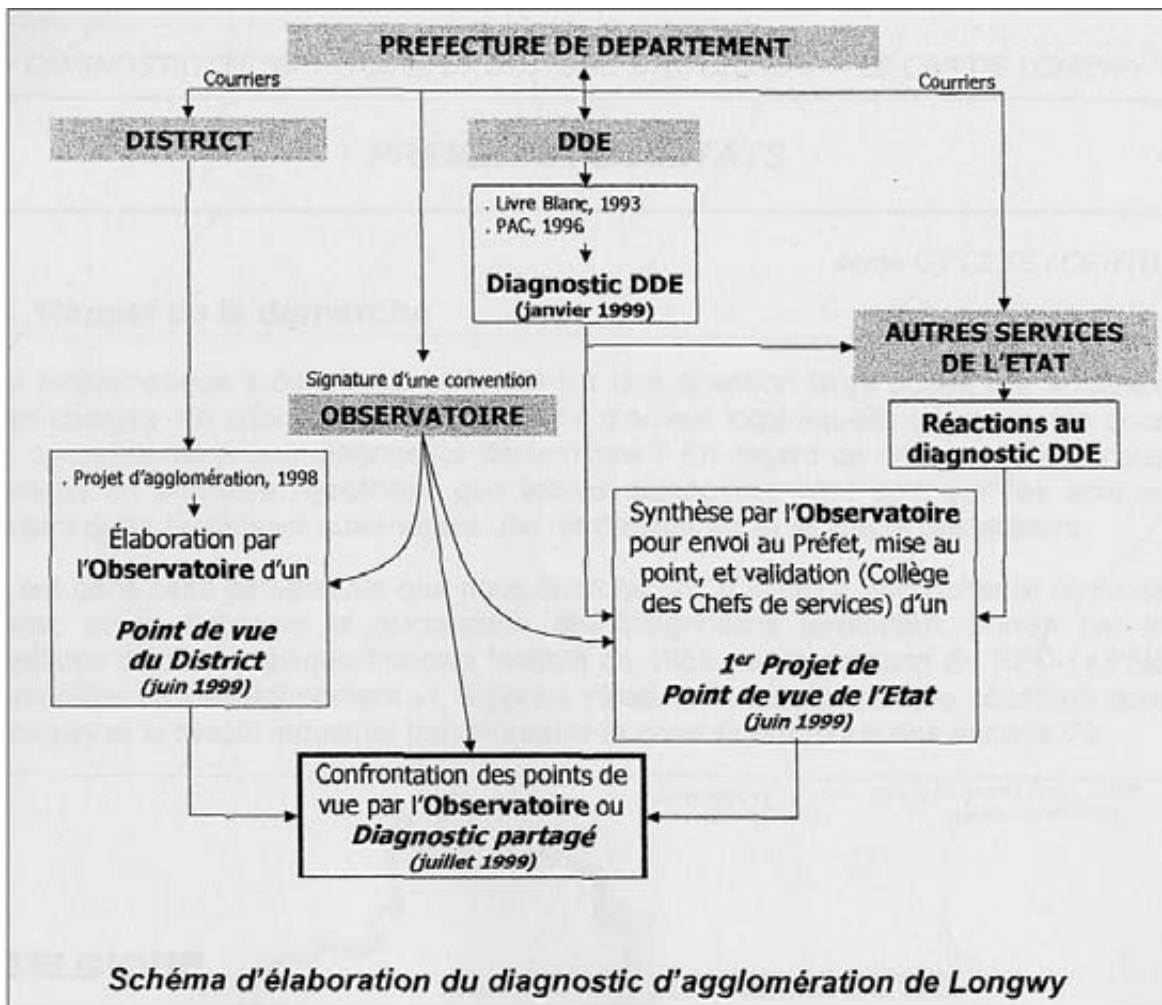 PREFECTURE DE DEPARTEMENT
Courriers
Courriers
DISTRICT
DDE
. Livre Blanc, 1993
. PAC, 1996
Diagnostic DDE
(janvier 1999)
AUTRES SERVICES
DE L'ETAT
Signature d'une convention
OBSERVATOIRE
Réactions au
diagnostic DDE
. Projet d'agglomération, 1998
Élaboration par
l'Observatoire d'un
Point de vue
du District
(juin 1999)
Synthèse par l'Observatoire
pour envoi au Préfet, mise au
point, et validation (Collège
des Chefs de services) d'un
1er Projet de
Point de vue de l'Etat
(juin 1999)
Confrontation des points de
vue par l'Observatoire ou
Diagnostic partagé
(juillet 1999)
Schéma d'élaboration du diagnostic d'agglomération de Longwy